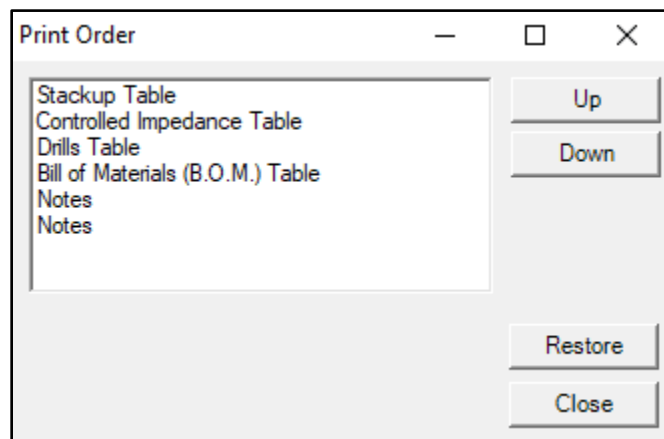 Print Order
Stackup Table
Controlled Impedance Table
Drills Table
Bill of Materials (B.O.M.) Table
Notes
Notes
Up
Down
Restore
Close